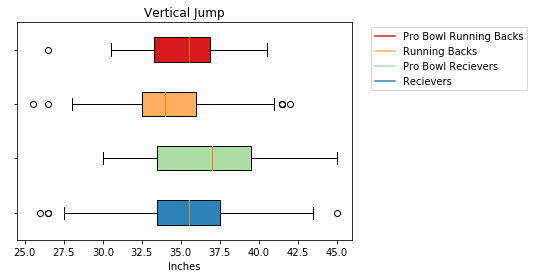 Vertical Jump
Pro Bowl Running Backs
Running Backs
Pro Bowl Recievers
Recievers
25.0 27.5 30.0 32.5 35.0 37.5 40.0 42.5 45.0
Inches